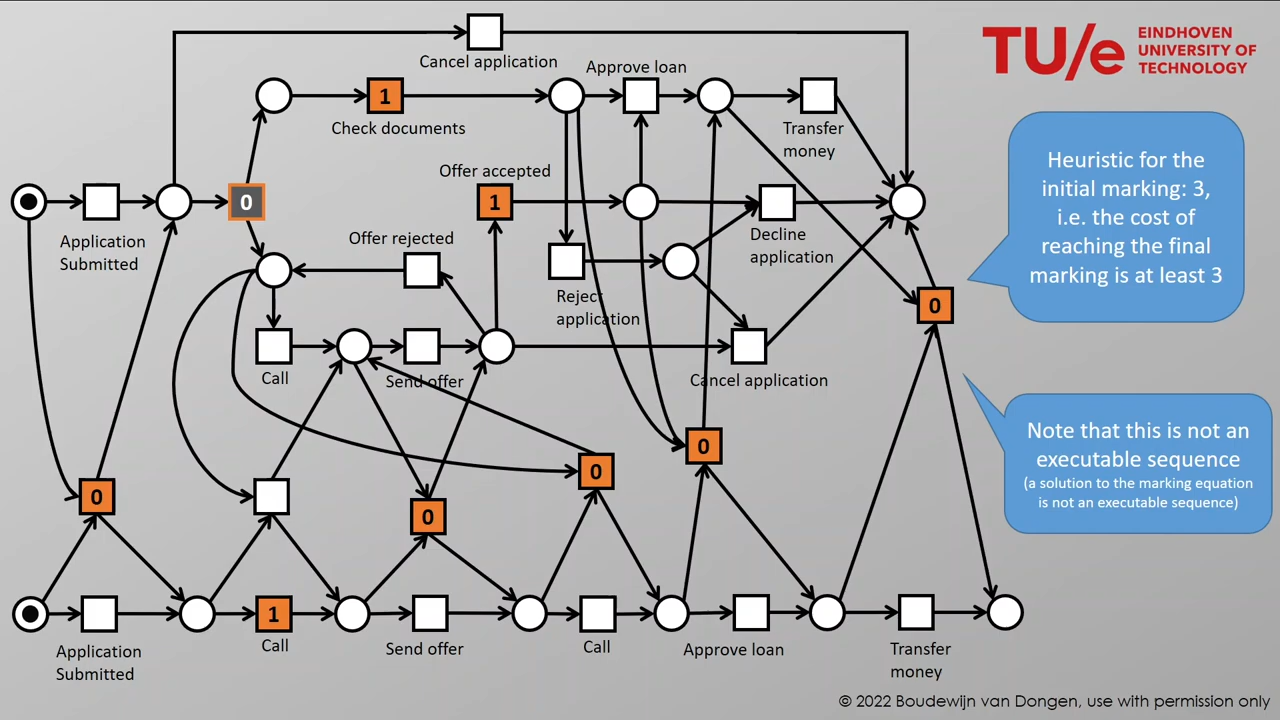 Cancel application
TU/e
EINDHOVEN
UNIVERSITY OF
TECHNOLOGY
Approve loan
1
Check documents
Transfer
money
Heuristic for the
initial marking: 3,
i.e. the cost of
reaching the final
marking is at least 3
Offer accepted
0
1
Application
Submitted
Offer rejected
Decline
application
Reject
application
0
Call
Send offer
Cancel application
Note that this is not an
executable sequence
(a solution to the marking equation
is not an executable sequence)
0
0
0
0
1
Application
Submitted
Call
Send offer
Call
Approve loan
Transfer
money
© 2022 Boudewijn van Dongen, use with permission only